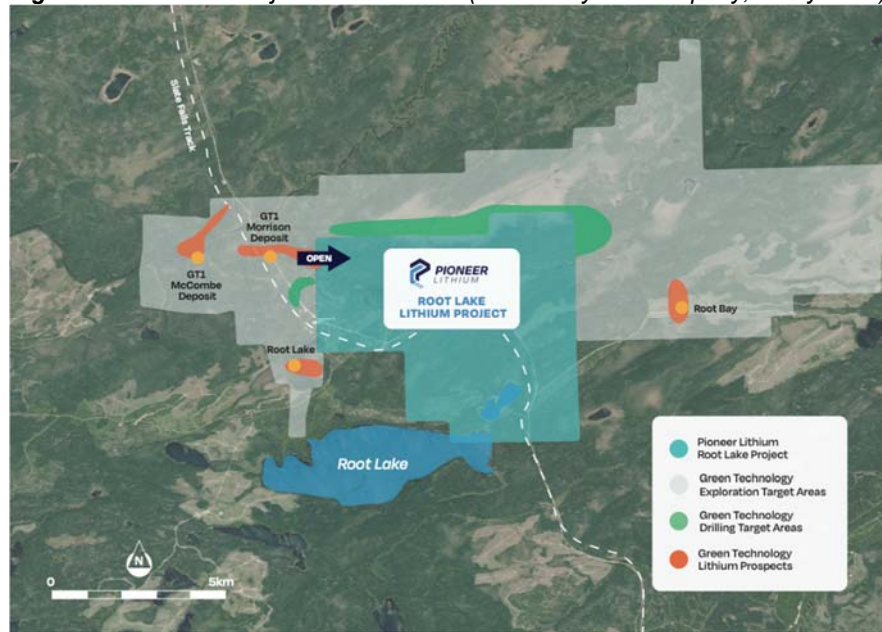 Slate Falls Track
GT1
Morrison
Deposit
OPEN
GT1
McCombe
Deposit
PIONEER
LITHIUM
ROOT LAKE
LITHIUM PROJECT
Root Bay
Root Lake
Root Lake
Pioneer Lithium
Root Lake Project
Green Technology
Exploration Target Areas
Green Technology
Drilling Target Areas
Green Technology
Lithium Prospects
N
0 5km